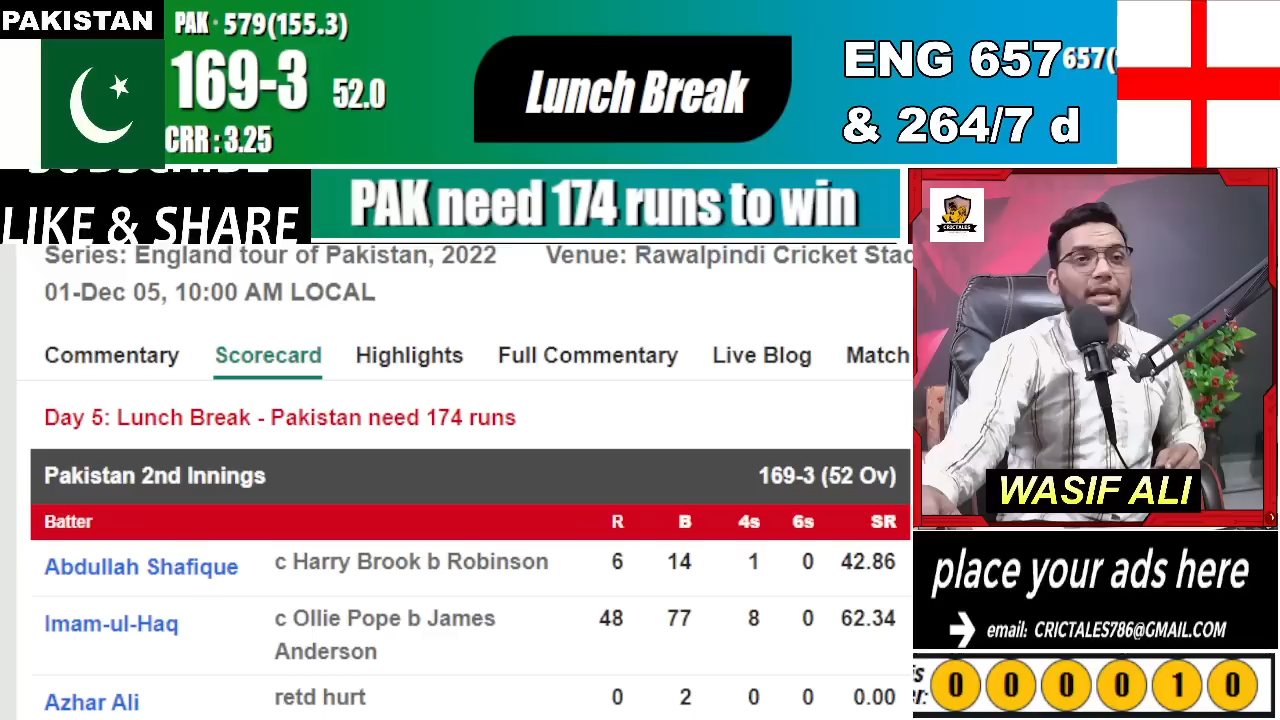 PAKISTAN
PAK · 579(155.3)
169-3 52.0
CRR : 3.25
Lunch Break
ENG 657
657(
& 264/7 d
LIKE & SHARE
PAK need 174 runs to win
CRICTALES
Series: England tour of Pakistan, 2022 Venue: Rawalpindi Cricket Stad
01-Dec 05, 10:00 AM LOCAL
Commentary Scorecard Highlights Full Commentary Live Blog Match
Day 5: Lunch Break - Pakistan need 174 runs
Pakistan 2nd Innings 169-3 (52 Ov)
Batter R B 4s 6s SR
Abdullah Shafique c Harry Brook b Robinson 6 14 1 0 42.86
Imam-ul-Haq c Ollie Pope b James 48 77 8 0 62.34
Anderson
Azhar Ali retd hurt 0 2 0 0 0.00
WASIF ALI
place your ads here
email: CRICTALES786@GMAIL.COM
0 0 0 0 1 0